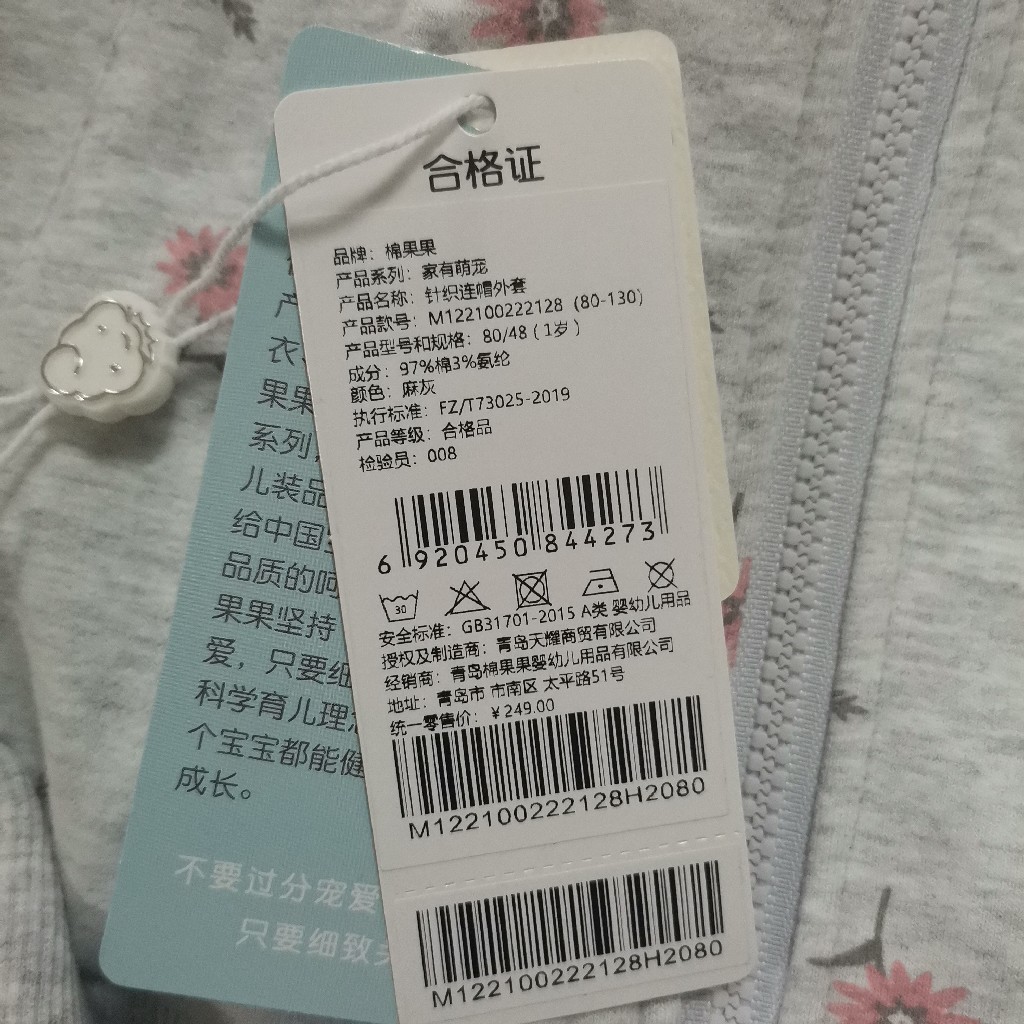 合格证
品牌：棉果果
产品系列：家有萌宠
产品名称：针织连帽外套
产品款号：M122100222128（80-130）
产品型号和规格：80/48（1岁）
成分：97%棉3%氨纶
颜色：麻灰
执行标准：FZ/T73025-2019
产品等级：合格品
检验员：008
6 920450 844273
30
安全标准：GB31701-2015 A类 婴幼儿用品
授权及制造商：青岛天耀商贸有限公司
经销商：青岛棉果果婴幼儿用品有限公司
地址：青岛市 市南区 太平路51号
统一零售价：￥249.00
M122100222128H2080
M122100222128H2080
产
衣
果果
系列
儿装品
给中国
品质的呵
果果坚持
爱，只要细
科学育儿理
个宝宝都能健
成长。
不要过分宠爱
只要细致